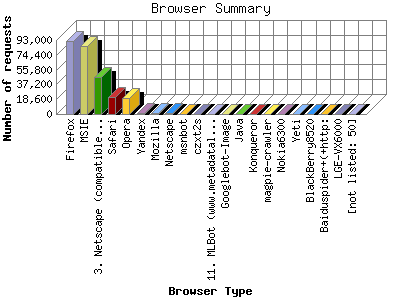 Browser Summary
Number of requests
93,000
74,400
55,800
37,200
18,600
0
Firefox
MSIE
3. Netscape (compatible...
Safari
Opera
Yandex
Mozilla
Netscape
msnbot
czxt2s
11. MLBot (www.metadatal...
Googlebot-Image
Java
Konqueror
magpie-crawler
Nokia6300
Yeti
BlackBerry8520
Baiduspider+(+http:
LGE-VX6000
[not listed: 50]
Browser Type